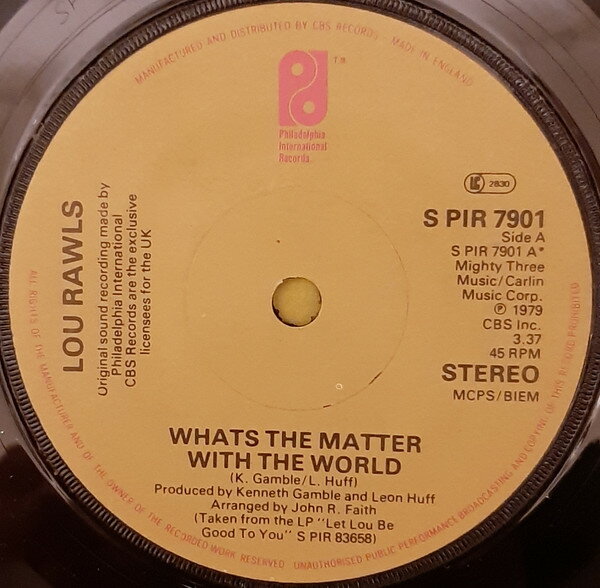 MANUFACTURED AND DISTRIBUTED BY CBS RECORDS - MADE IN ENGLAND
TM
Philadelphia
International
Records
LC 2830
S PIR 7901
Side A
S PIR 7901 A*
Mighty Three
Music/Carlin
Music Corp.
℗ 1979
CBS Inc.
3.37
45 RPM
STEREO
MCPS/BIEM
LOU RAWLS
Original sound recording made by
Philadelphia International
CBS Records are the exclusive
licensees for the UK
WHATS THE MATTER
WITH THE WORLD
(K. Gamble/L. Huff)
Produced by Kenneth Gamble and Leon Huff
Arranged by John R. Faith
(Taken from the LP "Let Lou Be
Good To You" S PIR 83658)
ALL RIGHTS OF THE MANUFACTURER AND OF THE OWNER OF THE RECORDED WORK RESERVED UNAUTHORISED PUBLIC PERFORMANCE BROADCASTING AND COPYING OF THIS RECORD PROHIBITED